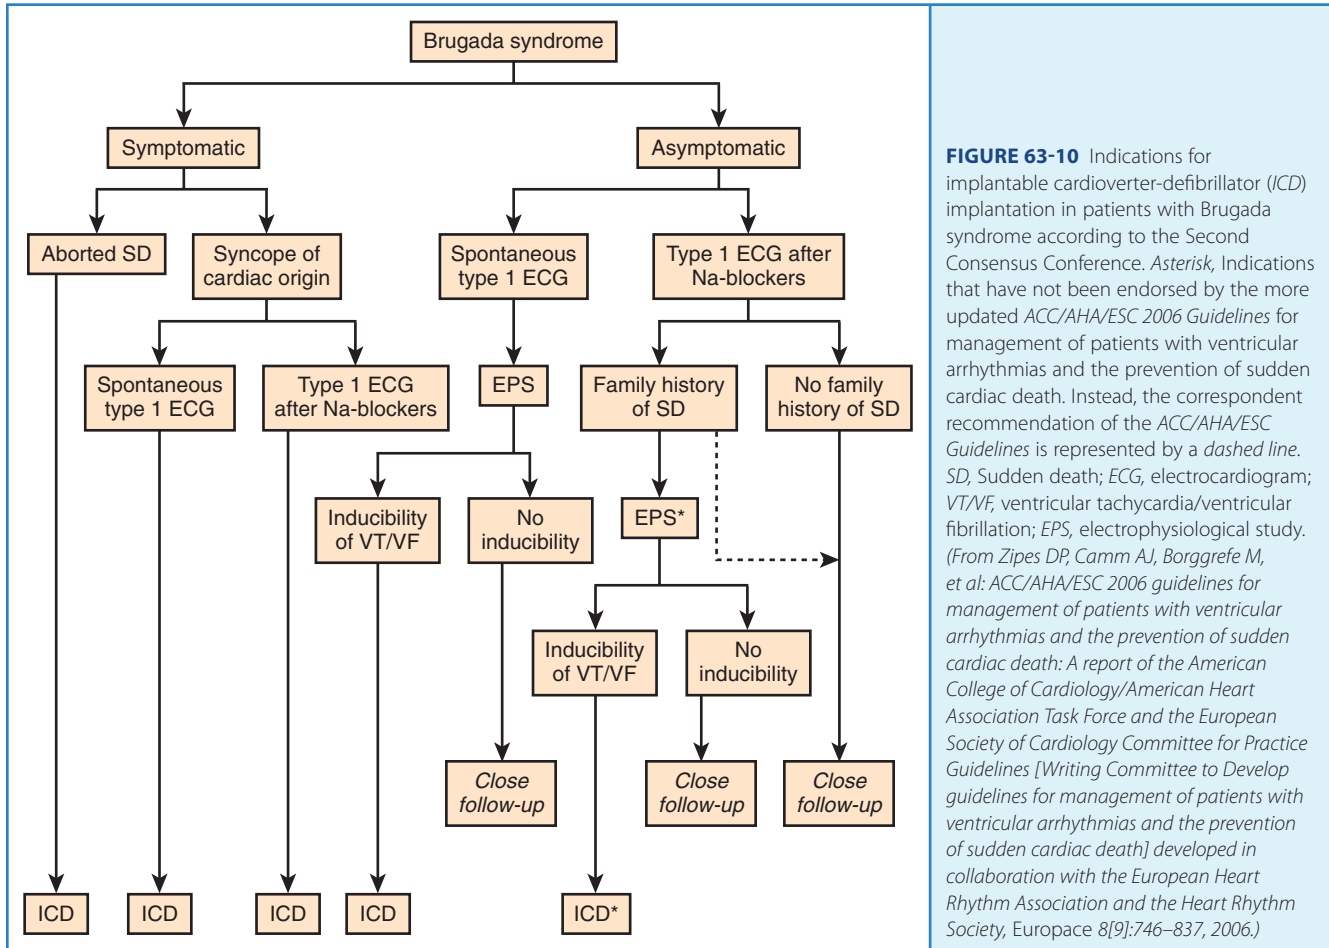 Brugada syndrome
Symptomatic
Asymptomatic
Aborted SD
Syncope of
cardiac origin
Spontaneous
type 1 ECG
Type 1 ECG after
Na-blockers
Spontaneous
type 1 ECG
Type 1 ECG
after Na-blockers
EPS
Family history
of SD
No family
history of SD
Inducibility
of VT/VF
No
inducibility
EPS*
Inducibility
of VT/VF
No
inducibility
Close
follow-up
Close
follow-up
Close
follow-up
ICD
ICD
ICD
ICD
ICD*
FIGURE 63-10 Indications for
implantable cardioverter-defibrillator (ICD)
implantation in patients with Brugada
syndrome according to the Second
Consensus Conference. Asterisk, Indications
that have not been endorsed by the more
updated ACC/AHA/ESC 2006 Guidelines for
management of patients with ventricular
arrhythmias and the prevention of sudden
cardiac death. Instead, the correspondent
recommendation of the ACC/AHA/ESC
Guidelines is represented by a dashed line.
SD, Sudden death; ECG, electrocardiogram;
VT/VF, ventricular tachycardia/ventricular
fibrillation; EPS, electrophysiological study.
(From Zipes DP, Camm AJ, Borggrefe M,
et al: ACC/AHA/ESC 2006 guidelines for
management of patients with ventricular
arrhythmias and the prevention of sudden
cardiac death: A report of the American
College of Cardiology/American Heart
Association Task Force and the European
Society of Cardiology Committee for Practice
Guidelines [Writing Committee to Develop
guidelines for management of patients with
ventricular arrhythmias and the prevention
of sudden cardiac death] developed in
collaboration with the European Heart
Rhythm Association and the Heart Rhythm
Society, Europace 8[9]:746–837, 2006.)